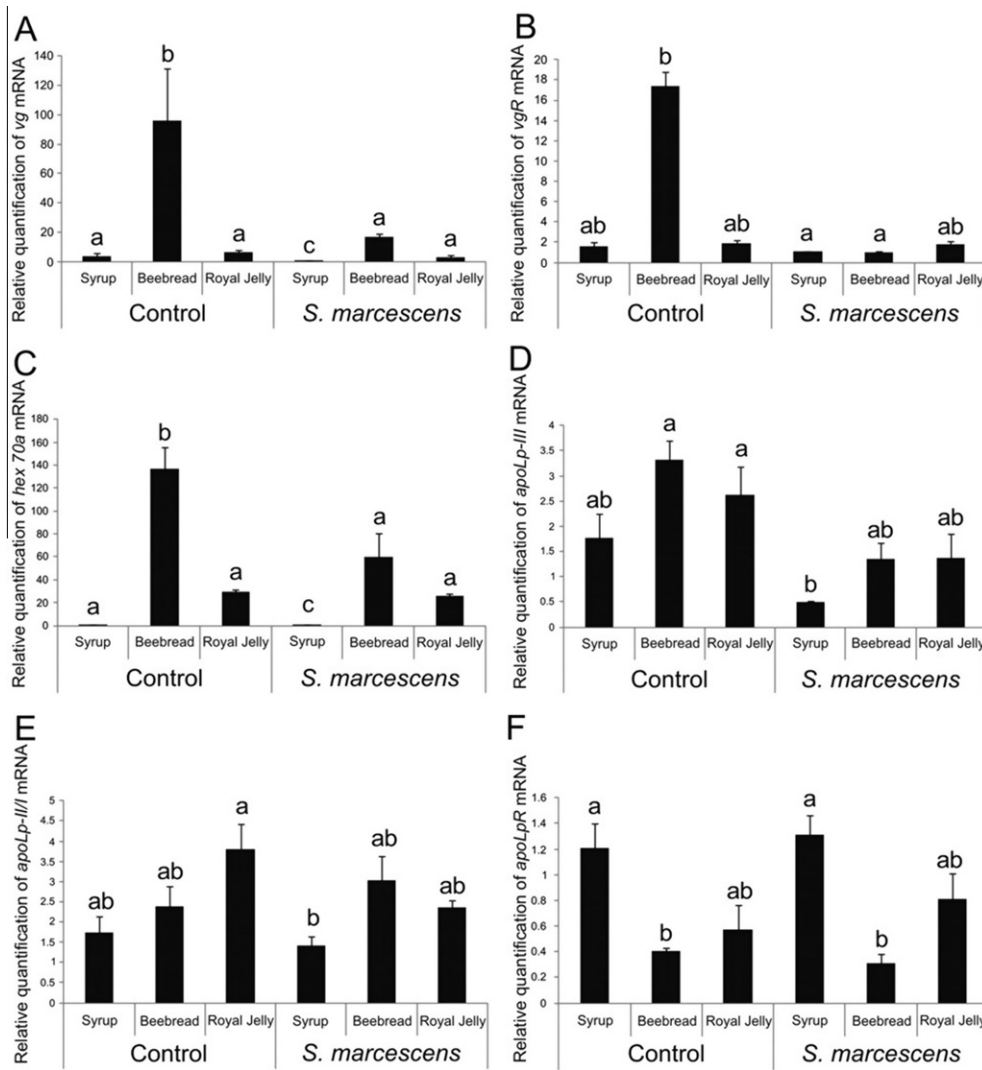 A
Relative quantification of vg mRNA
140
120
100
80
60
40
20
0
a
b
a
c
a
a
Syrup Beebread Royal Jelly Syrup Beebread Royal Jelly
Control S. marcescens
B
Relative quantification of vgR mRNA
20
18
16
14
12
10
8
6
4
2
0
ab
b
ab
a
a
ab
Syrup Beebread Royal Jelly Syrup Beebread Royal Jelly
Control S. marcescens
C
Relative quantification of hex 70a mRNA
180
160
140
120
100
80
60
40
20
0
a
b
a
c
a
a
Syrup Beebread Royal Jelly Syrup Beebread Royal Jelly
Control S. marcescens
D
Relative quantification of apoLp-III mRNA
4
3.5
3
2.5
2
1.5
1
0.5
0
ab
a
a
b
ab
ab
Syrup Beebread Royal Jelly Syrup Beebread Royal Jelly
Control S. marcescens
E
Relative quantification of apoLp-II/I mRNA
5
4.5
4
3.5
3
2.5
2
1.5
1
0.5
0
ab
ab
a
b
ab
ab
Syrup Beebread Royal Jelly Syrup Beebread Royal Jelly
Control S. marcescens
F
Relative quantification of apoLpR mRNA
1.6
1.4
1.2
1
0.8
0.6
0.4
0.2
0
a
b
ab
a
b
ab
Syrup Beebread Royal Jelly Syrup Beebread Royal Jelly
Control S. marcescens